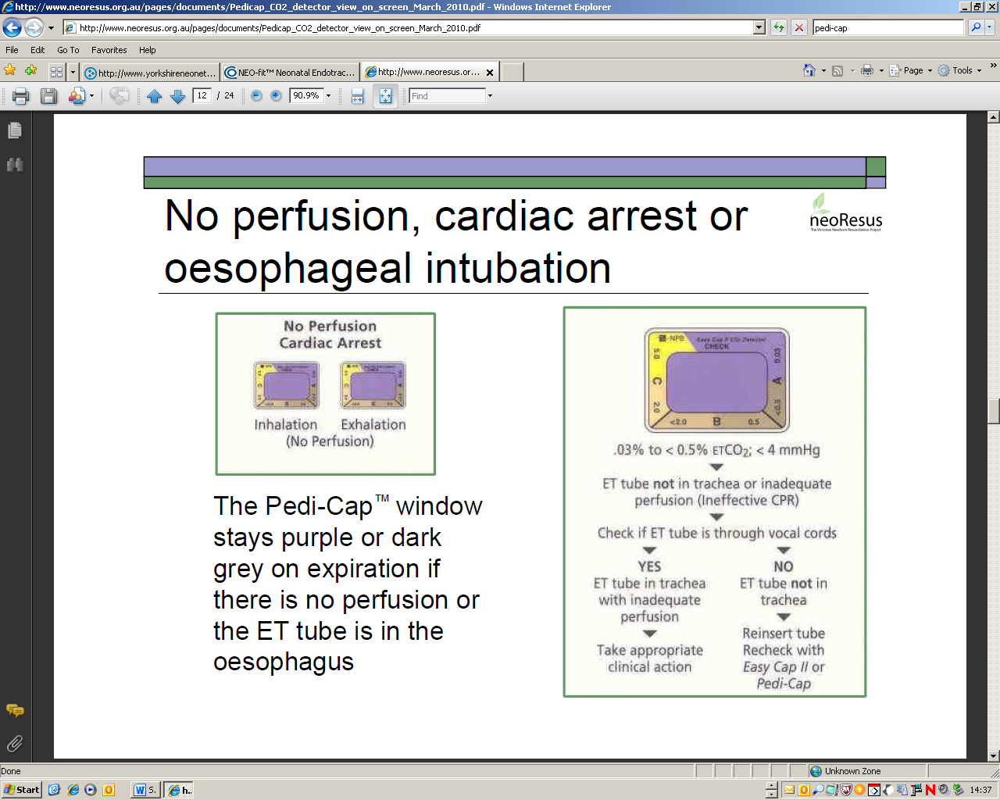 http://www.neoresus.org.au/pages/documents/Pedicap_CO2_detector_view_on_screen_March_2010.pdf - Windows Internet Explorer
http://www.neoresus.org.au/pages/documents/Pedicap_CO2_detector_view_on_screen_March_2010.pdf
pedi-cap
File Edit Go To Favorites Help
http://www.yorkshireneonet...
NEO-fit™ Neonatal Endotrac...
http://www.neoresus.or...
Page Tools
12 / 24 90.9% Find
No perfusion, cardiac arrest or
oesophageal intubation
neoResus
The Victorian Newborn Resuscitation Project
No Perfusion
Cardiac Arrest
Inhalation Exhalation
(No Perfusion)
The Pedi-Cap™ window
stays purple or dark
grey on expiration if
there is no perfusion or
the ET tube is in the
oesophagus
NPB Easy Cap II CO2 Detector
CHECK
5.0 0.03
C A
2.0 <0.5
<2.0 B 0.5
.03% to < 0.5% ETCO2; < 4 mmHg
ET tube not in trachea or inadequate
perfusion (Ineffective CPR)
Check if ET tube is through vocal cords
YES
ET tube in trachea
with inadequate
perfusion
Take appropriate
clinical action
NO
ET tube not in
trachea
Reinsert tube
Recheck with
Easy Cap II or
Pedi-Cap
Done
Unknown Zone
Start
S.
h..
14:37